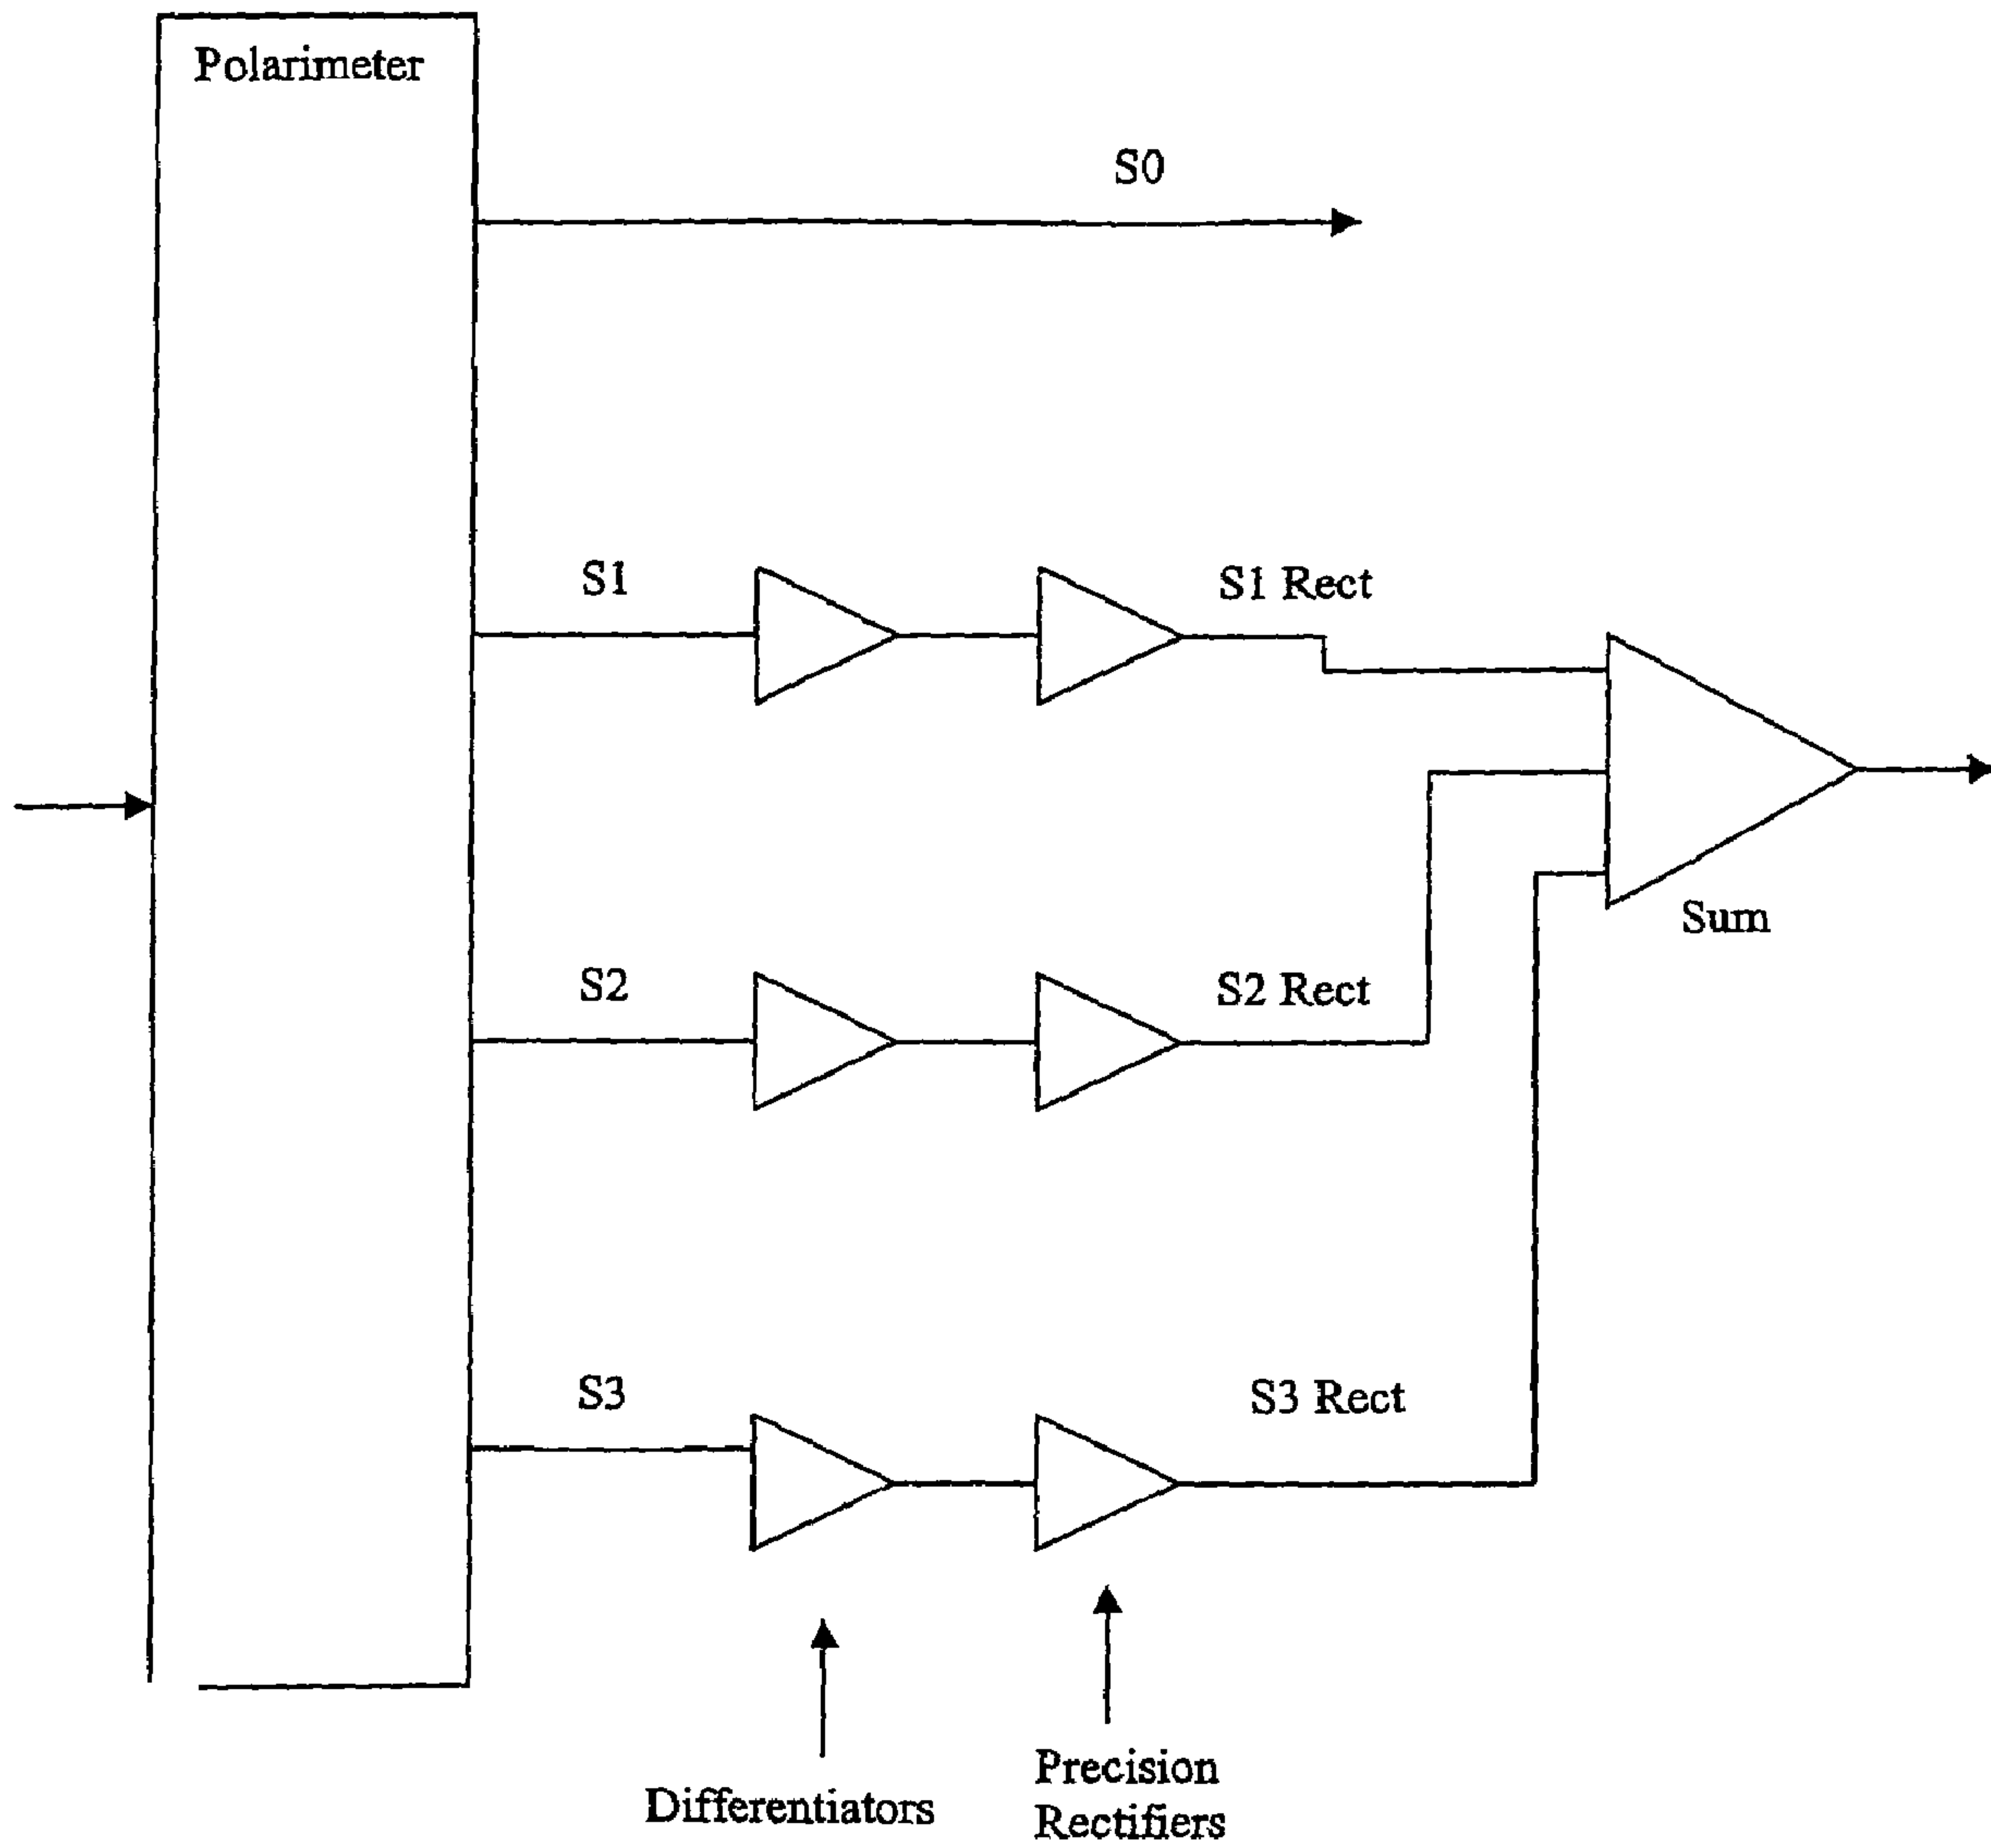 Polarimeter
S0
S1
S1 Rect
Sum
S2
S2 Rect
S3
S3 Rect
Differentiators
Precision
Rectifiers